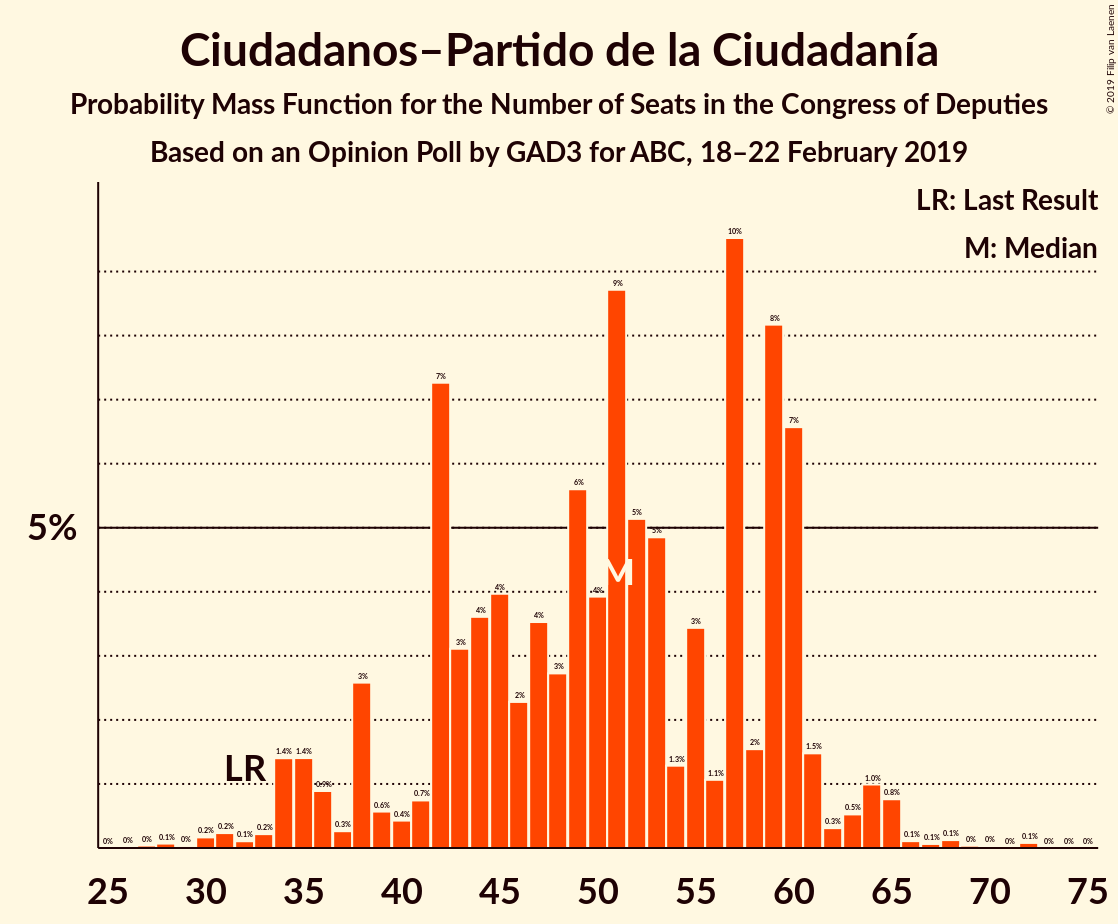 Ciudadanos–Partido de la Ciudadanía
Probability Mass Function for the Number of Seats in the Congress of Deputies
Based on an Opinion Poll by GAD3 for ABC, 18–22 February 2019
© 2019 Filip van Laenen
LR: Last Result
M: Median
5%
LR
M
0% 0% 0% 0.1% 0% 0.2% 0.2% 0.1% 0.2% 1.4% 1.4% 0.9% 0.3% 3% 0.6% 0.4% 0.7% 7% 3% 4% 4% 2% 4% 3% 6% 4% 9% 5% 5% 1.3% 3% 1.1% 10% 2% 8% 7% 1.5% 0.3% 0.5% 1.0% 0.8% 0.1% 0.1% 0.1% 0% 0% 0% 0.1% 0% 0% 0%
25 30 35 40 45 50 55 60 65 70 75